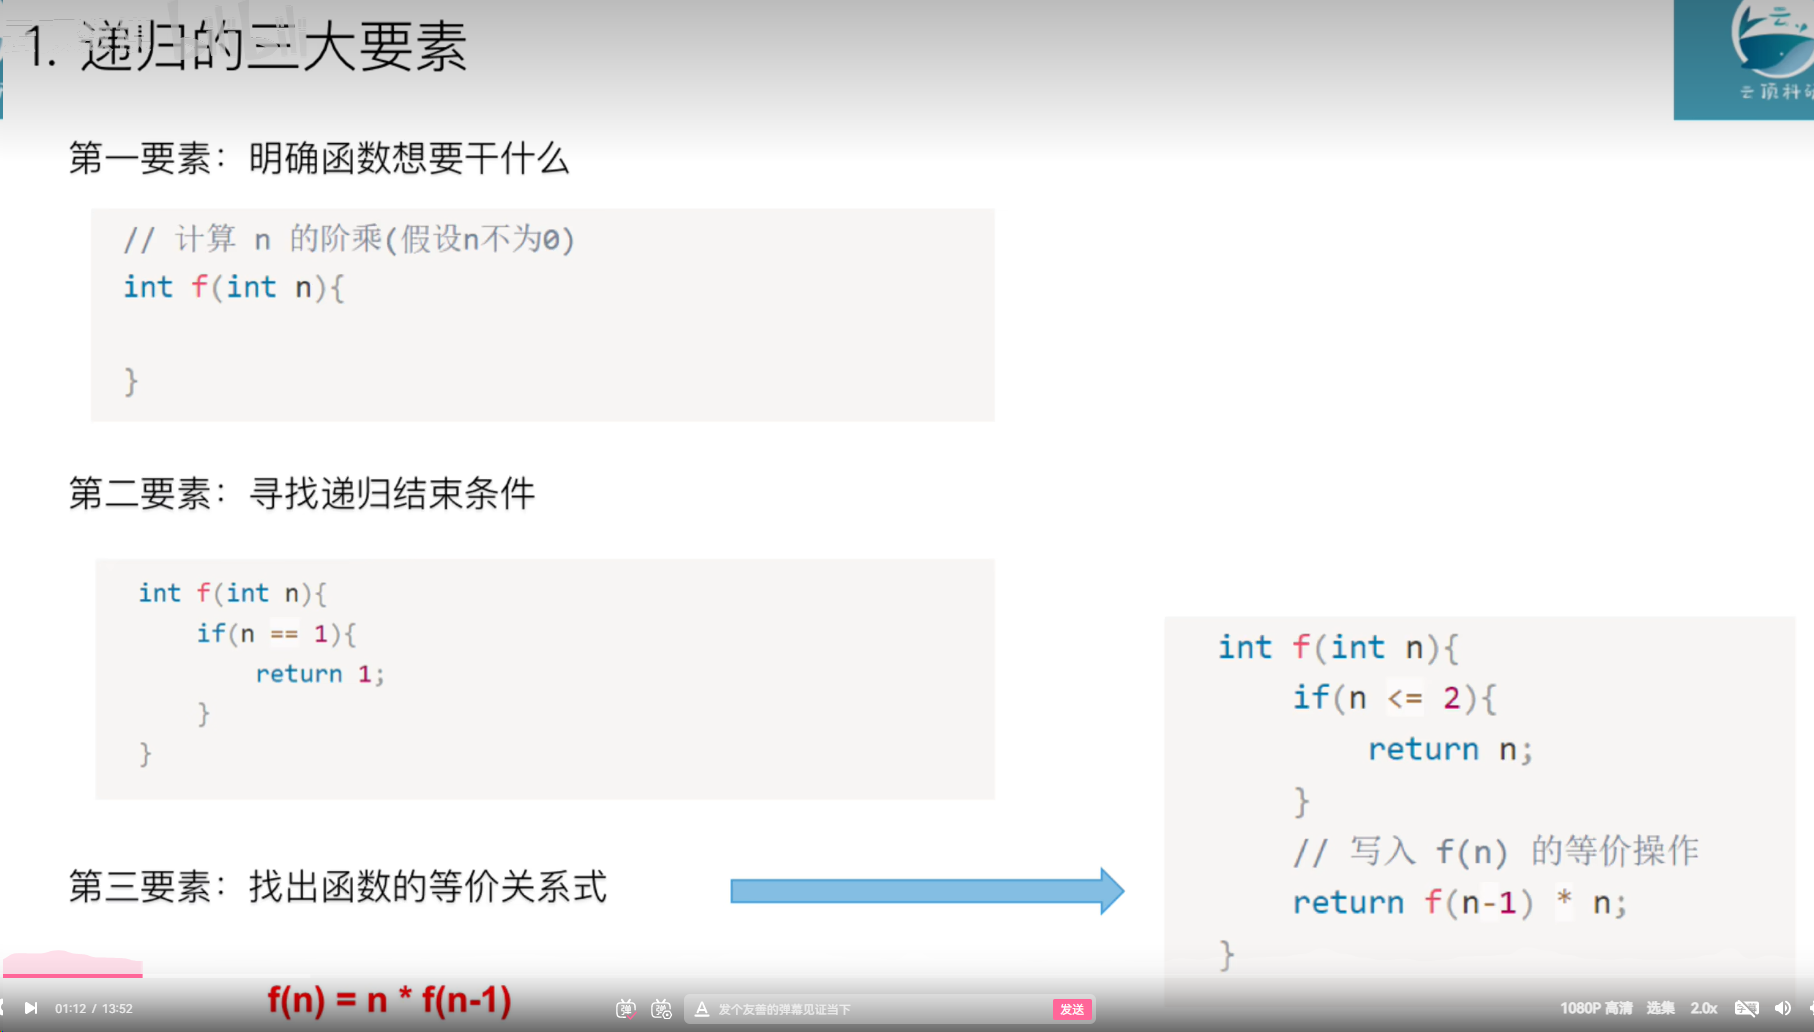 1. 递归的三大要素
云顶科
第一要素：明确函数想要干什么
// 计算 n 的阶乘(假设n不为0)
int f(int n){
}
第二要素：寻找递归结束条件
int f(int n){
if(n == 1){
return 1;
}
}
第三要素：找出函数的等价关系式
f(n) = n * f(n-1)
int f(int n){
if(n <= 2){
return n;
}
// 写入 f(n) 的等价操作
return f(n-1) * n;
}
01:12 / 13:52
发个友善的弹幕见证当下
发送
1080P 高清
选集
2.0x